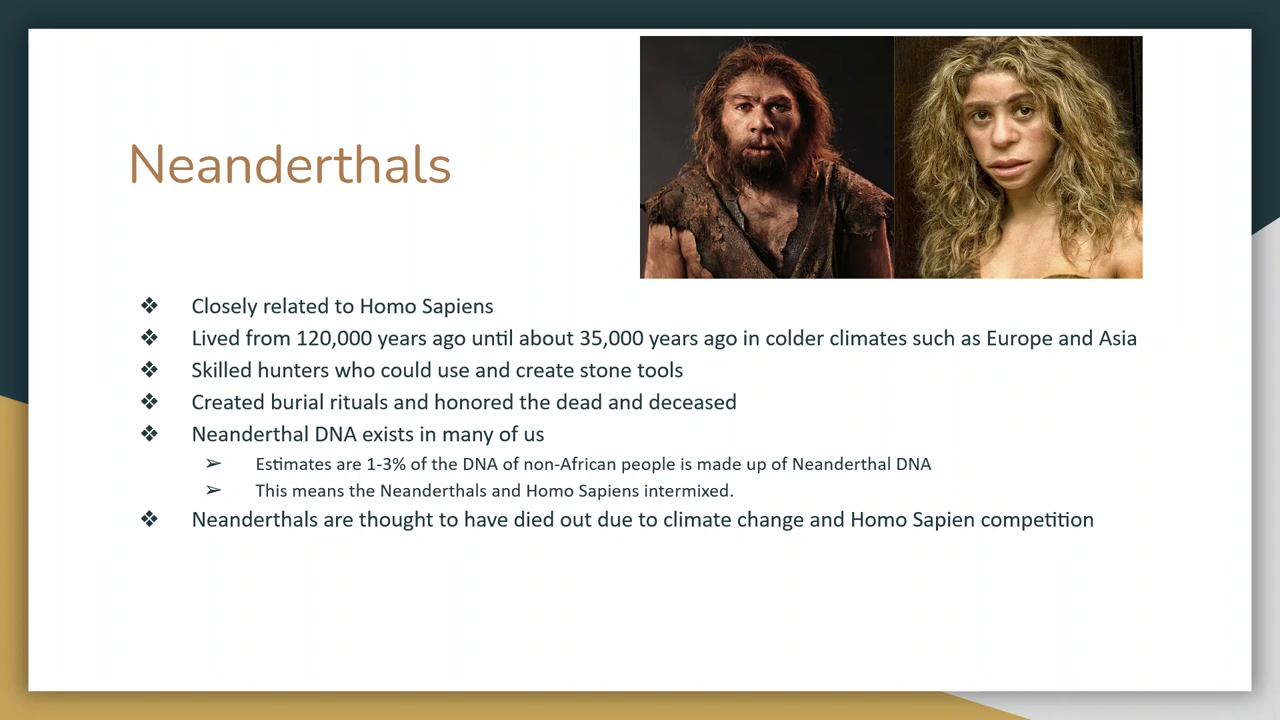 Neanderthals
❖ Closely related to Homo Sapiens
❖ Lived from 120,000 years ago until about 35,000 years ago in colder climates such as Europe and Asia
❖ Skilled hunters who could use and create stone tools
❖ Created burial rituals and honored the dead and deceased
❖ Neanderthal DNA exists in many of us
➢ Estimates are 1-3% of the DNA of non-African people is made up of Neanderthal DNA
➢ This means the Neanderthals and Homo Sapiens intermixed.
❖ Neanderthals are thought to have died out due to climate change and Homo Sapien competition